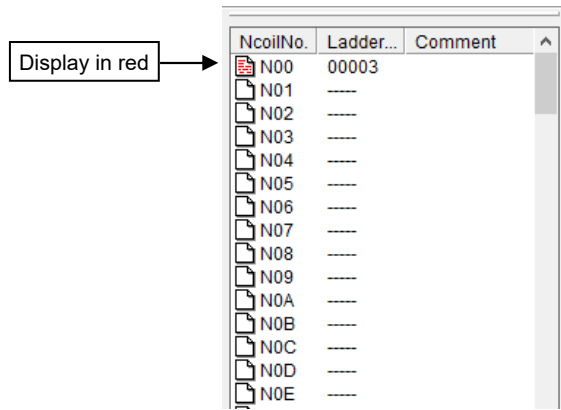 NcoilNo. Ladder... Comment
Display in red
N00 00003
N01 -----
N02 -----
N03 -----
N04 -----
N05 -----
N06 -----
N07 -----
N08 -----
N09 -----
N0A -----
N0B -----
N0C -----
N0D -----
N0E -----